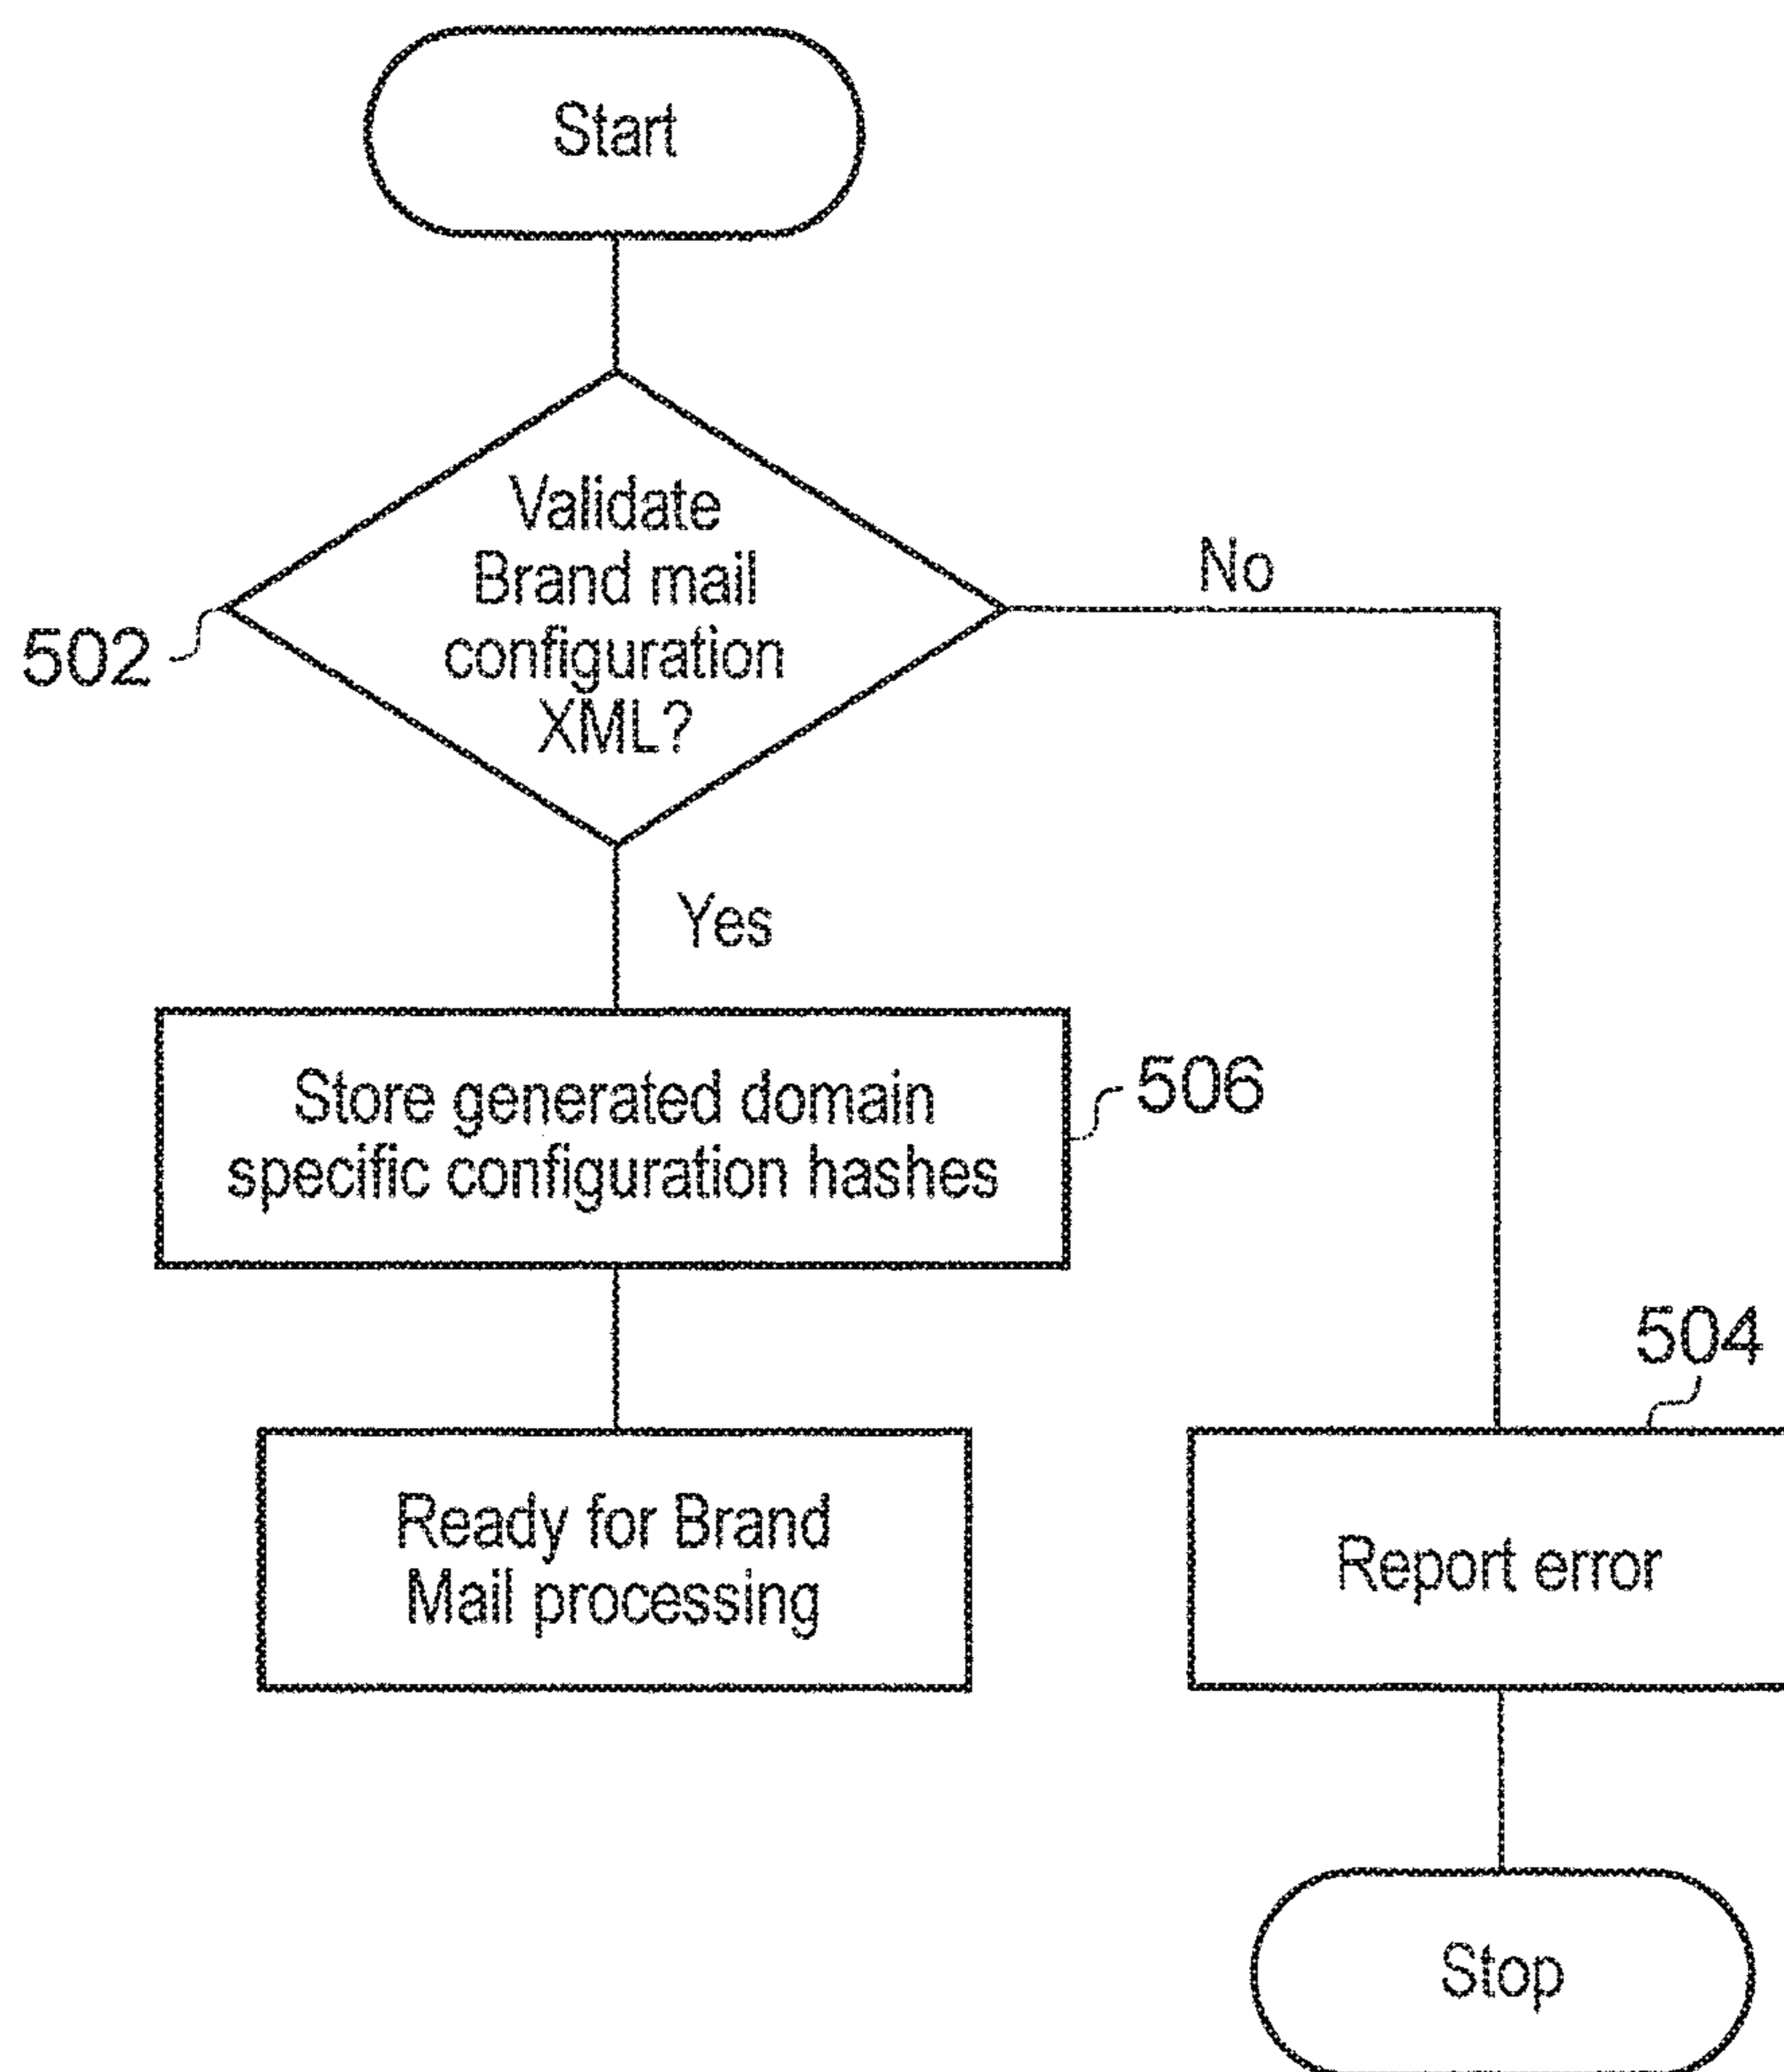 Start
Validate
Brand mail
configuration
XML?
502
No
Yes
Store generated domain
specific configuration hashes
506
504
Ready for Brand
Mail processing
Report error
Stop